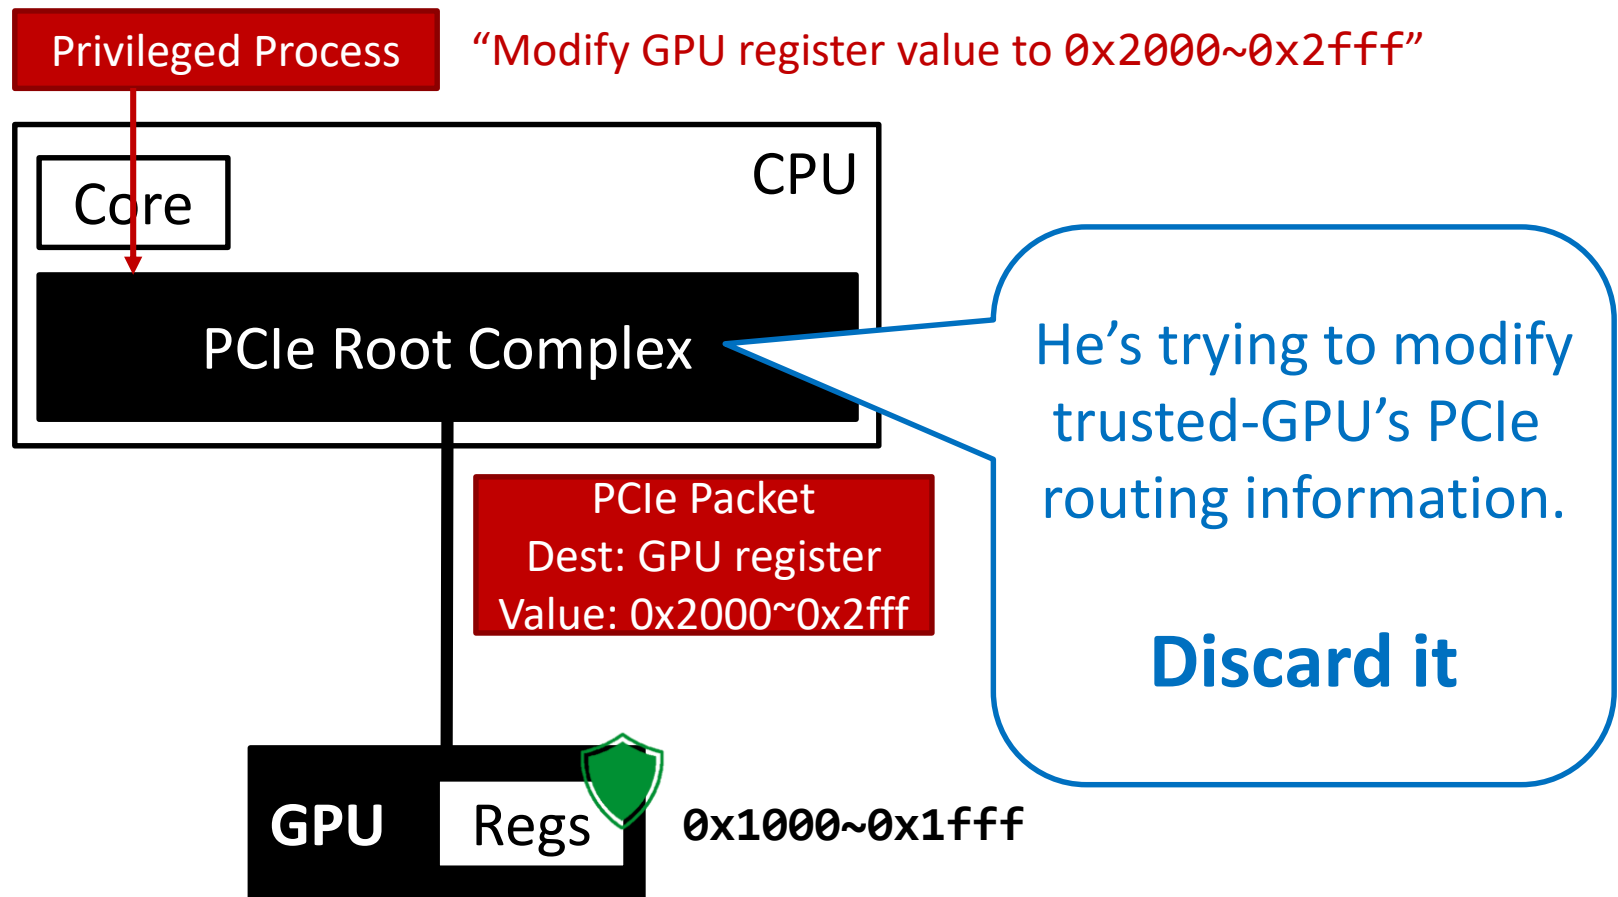 Privileged Process
“Modify GPU register value to 0x2000~0x2fff”
CPU
Core
PCIe Root Complex
He’s trying to modify
trusted-GPU’s PCIe
routing information.
Discard it
PCIe Packet
Dest: GPU register
Value: 0x2000~0x2fff
GPU
Regs
0x1000~0x1fff